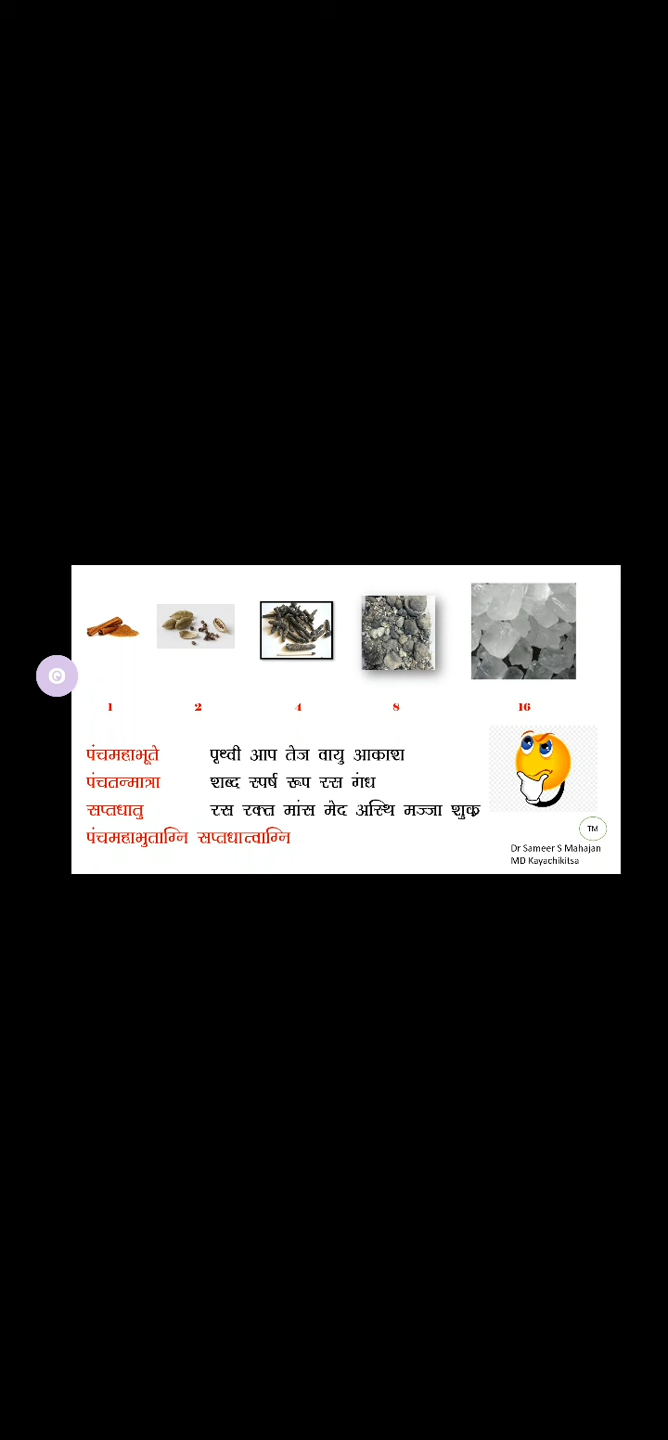 1 2 4 8 16
पंचमहाभूते पृथ्वी आप तेज वायु आकाश
पंचतन्मात्रा शब्द स्पर्ष रूप रस गंध
सप्तधातु रस रक्त मांस मेद अस्थि मज्जा शुक्र
पंचमहाभुताग्नि सप्तधात्वाग्नि
TM
Dr Sameer S Mahajan
MD Kayachikitsa